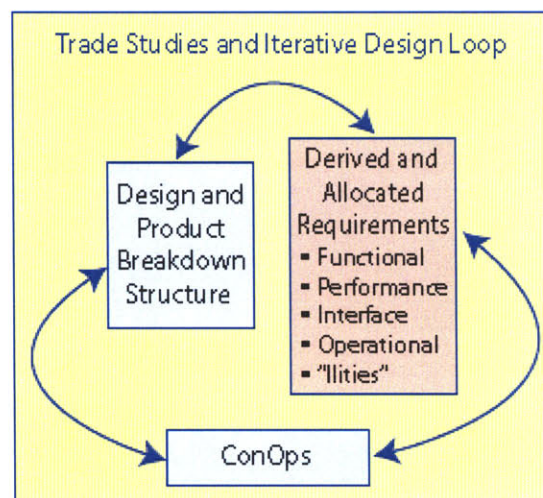 Trade Studies and Iterative Design Loop
Design and
Product
Breakdown
Structure
Derived and
Allocated
Requirements
▪ Functional
▪ Performance
▪ Interface
▪ Operational
▪ "Ilities"
ConOps